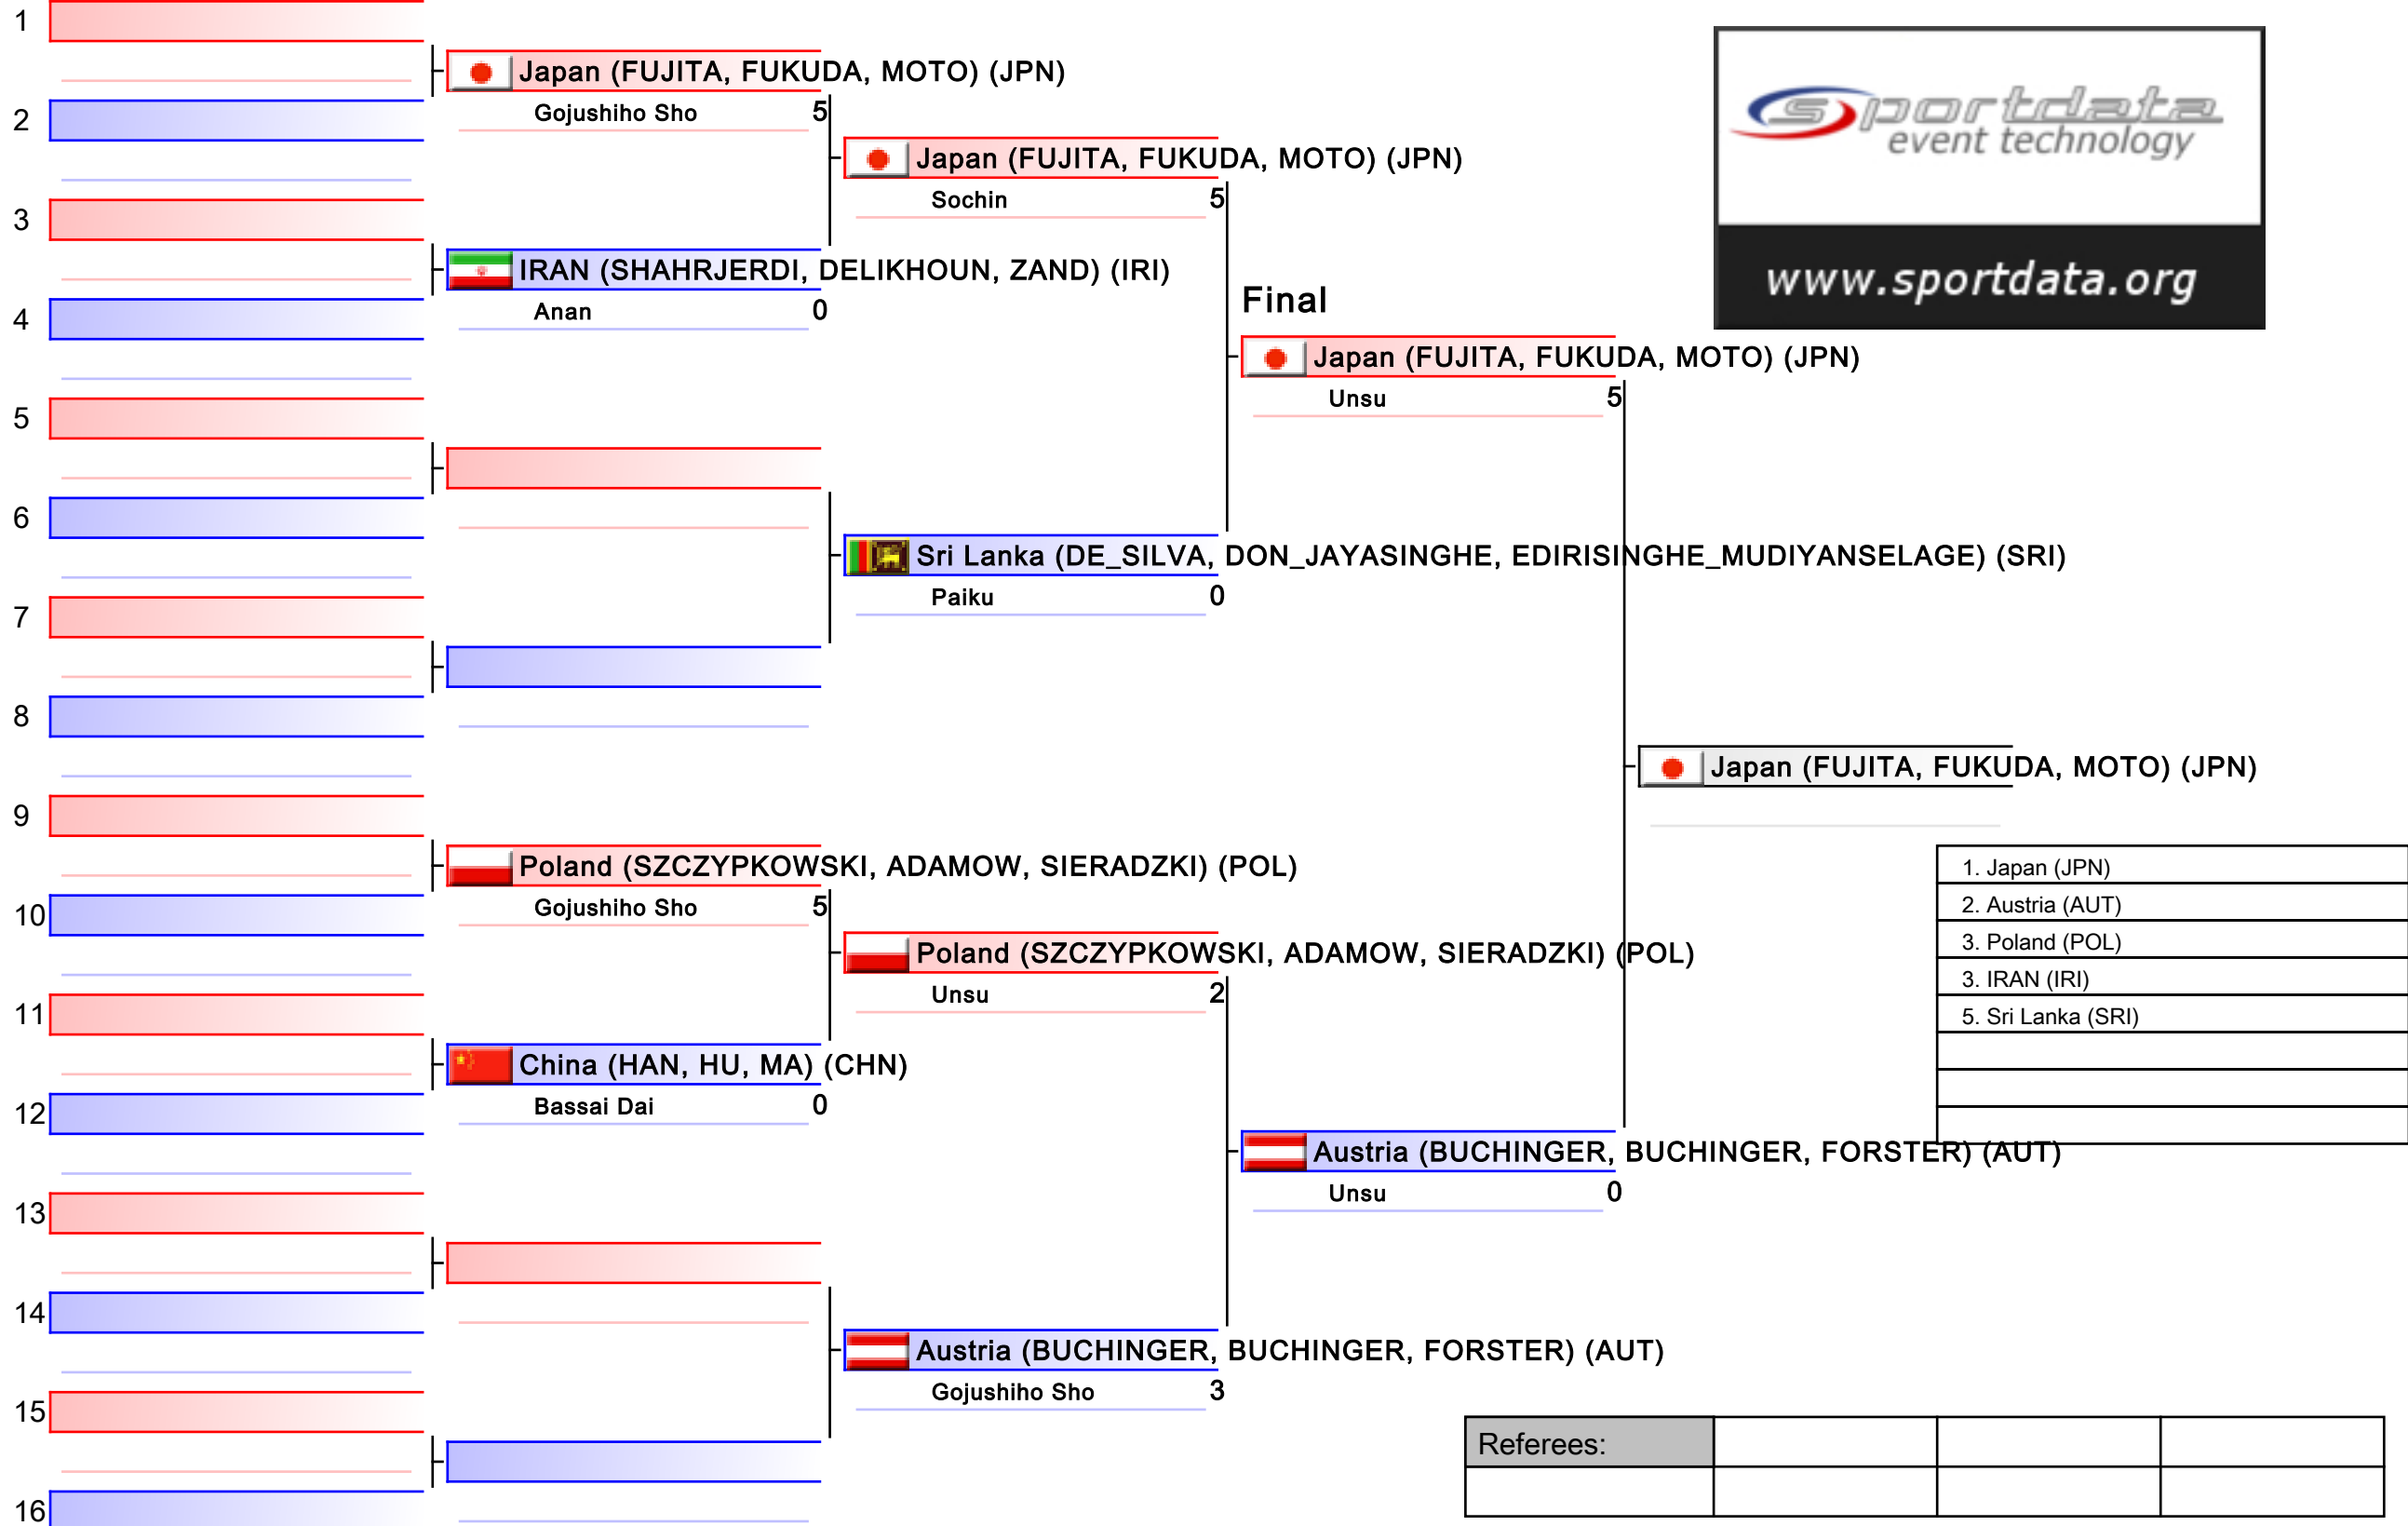 1
Japan (FUJITA, FUKUDA, MOTO) (JPN)
Gojushiho Sho 5
2
Japan (FUJITA, FUKUDA, MOTO) (JPN)
Sochin 5
3
IRAN (SHAHRJERDI, DELIKHOUN, ZAND) (IRI)
Anan 0
4
sportdata
event technology
www.sportdata.org
Final
Japan (FUJITA, FUKUDA, MOTO) (JPN)
Unsu 5
5
6
Sri Lanka (DE_SILVA, DON_JAYASINGHE, EDIRISINGHE_MUDIYANSELAGE) (SRI)
Paiku 0
7
8
Japan (FUJITA, FUKUDA, MOTO) (JPN)
9
Poland (SZCZYPKOWSKI, ADAMOW, SIERADZKI) (POL)
Gojushiho Sho 5
10
Poland (SZCZYPKOWSKI, ADAMOW, SIERADZKI) (POL)
Unsu 2
11
China (HAN, HU, MA) (CHN)
Bassai Dai 0
12
1. Japan (JPN)
2. Austria (AUT)
3. Poland (POL)
3. IRAN (IRI)
5. Sri Lanka (SRI)
Austria (BUCHINGER, BUCHINGER, FORSTER) (AUT)
Unsu 0
13
14
Austria (BUCHINGER, BUCHINGER, FORSTER) (AUT)
Gojushiho Sho 3
15
16
Referees: